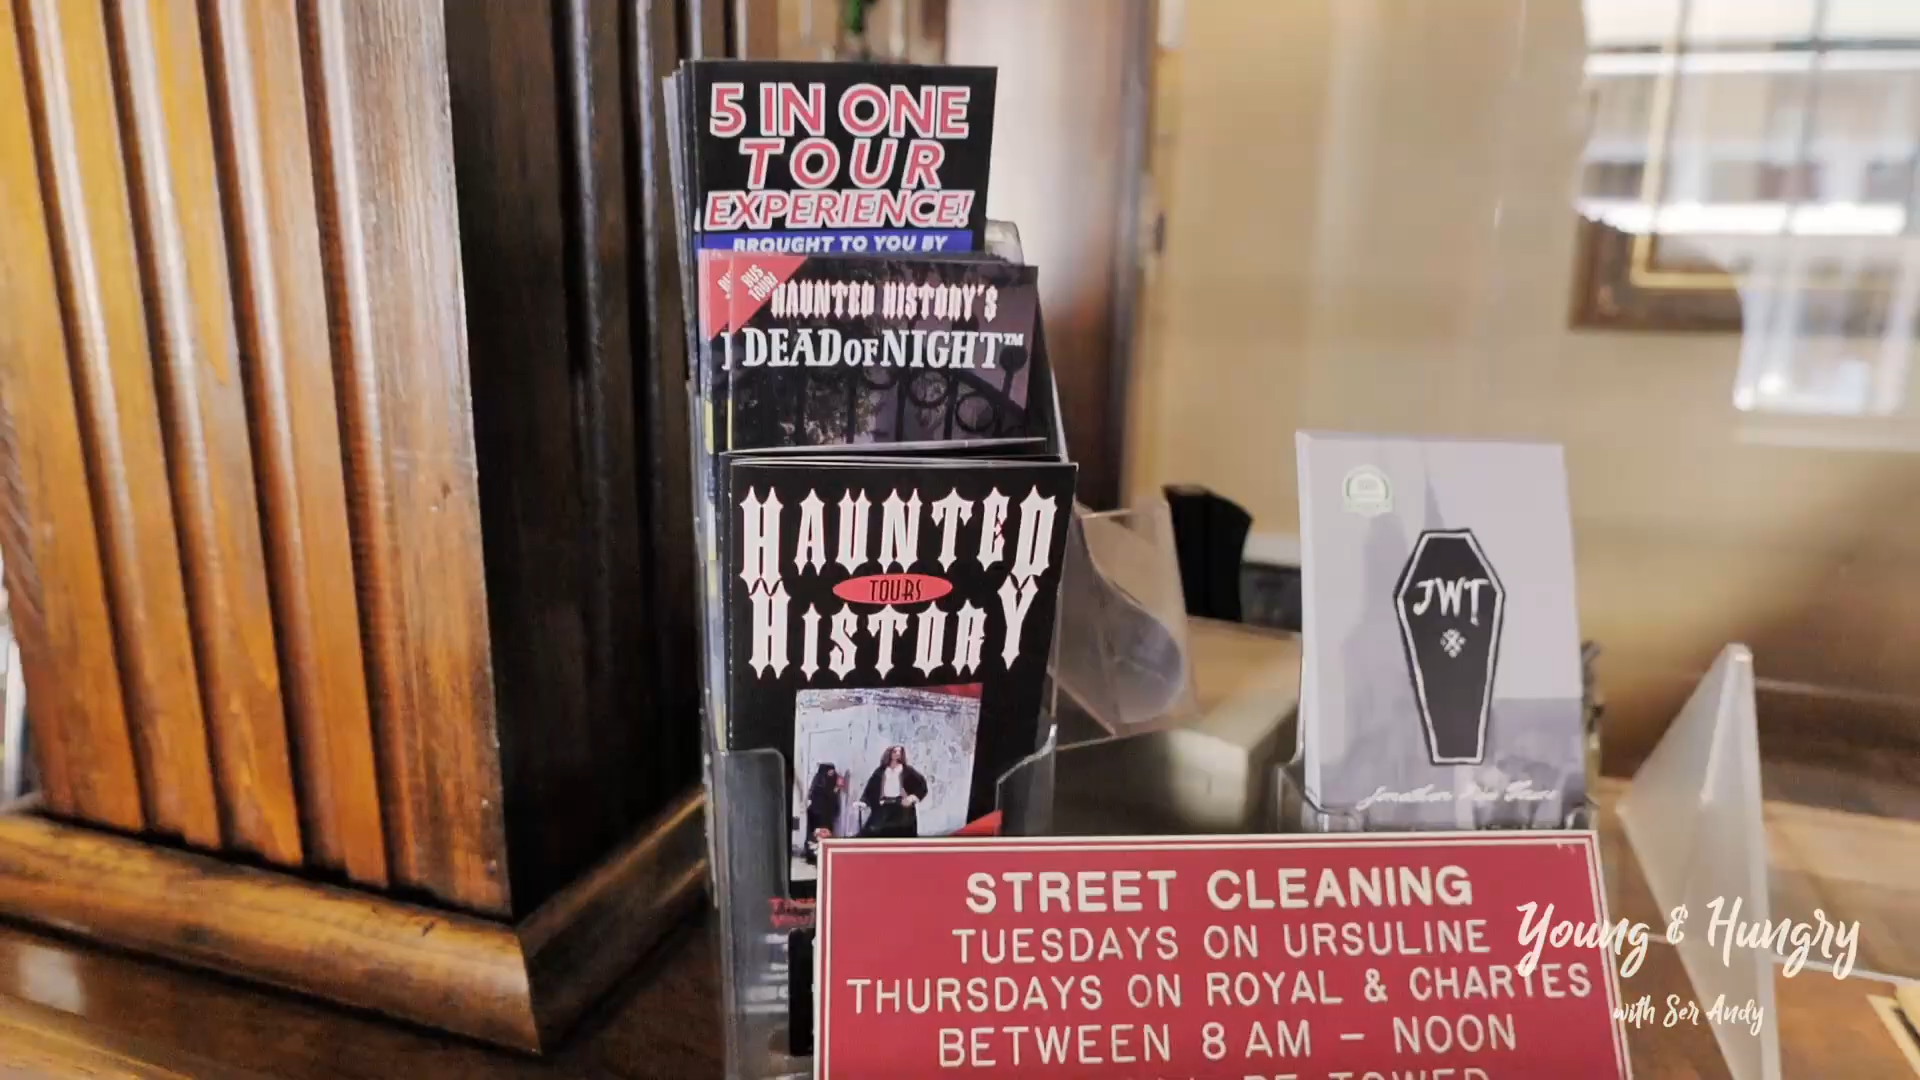 5 IN ONE
TOUR
EXPERIENCE!
BROUGHT TO YOU BY
BUS
TOUR
HAUNTED HISTORY'S
DEAD OF NIGHT™
HAUNTED
TOURS
HISTORY
JWT
STREET CLEANING
TUESDAYS ON URSULINE
THURSDAYS ON ROYAL & CHARTES
BETWEEN 8 AM - NOON
BE TOWED
Young & Hungry
with Ser Andy